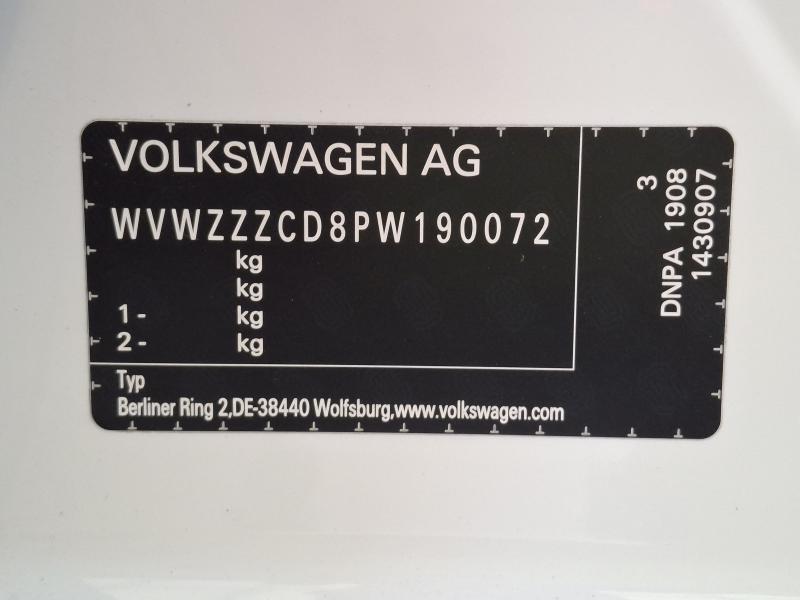 VOLKSWAGEN AG
WVWZZZCD8PW190072
kg
kg
1- kg
2- kg
Typ
Berliner Ring 2,DE-38440 Wolfsburg,www.volkswagen.com
3
DNPA 1908
1430907